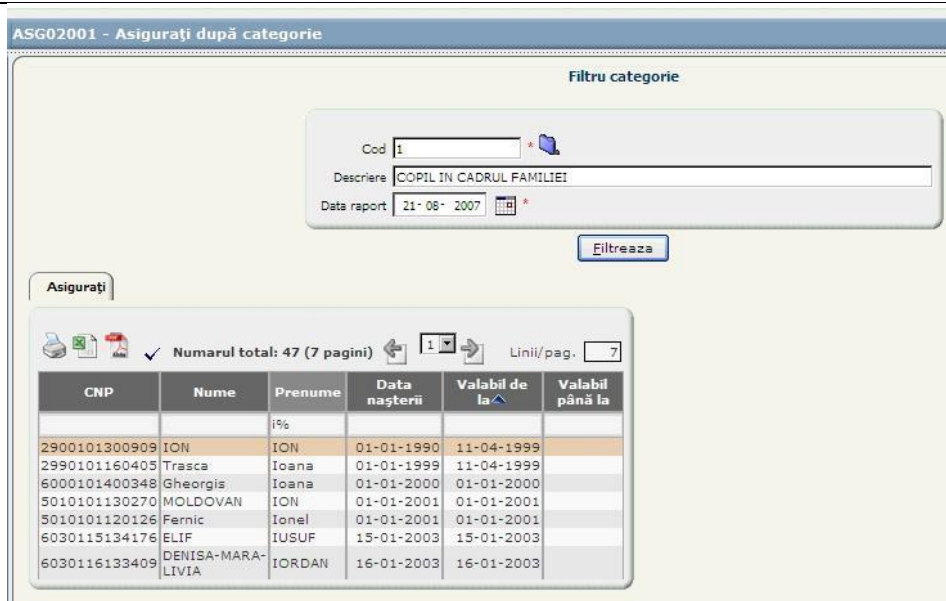 ASG02001 - Asiguraţi după categorie
Filtru categorie
Cod 1 *
Descriere COPIL IN CADRUL FAMILIEI
Data raport 21- 08- 2007 *
Filtreaza
Asiguraţi
Numarul total: 47 (7 pagini) 1 Linii/pag. 7
CNP Nume Prenume Data naşterii Valabil de la Valabil până la
i%
2900101300909 ION ION 01-01-1990 11-04-1999
2990101160405 Trasca Ioana 01-01-1999 11-04-1999
6000101400348 Gheorgis Ioana 01-01-2000 01-01-2000
5010101130270 MOLDOVAN ION 01-01-2001 01-01-2001
5010101120126 Fernic Ionel 01-01-2001 01-01-2001
6030115134176 ELIF IUSUF 15-01-2003 15-01-2003
6030116133409 DENISA-MARA-LIVIA IORDAN 16-01-2003 16-01-2003